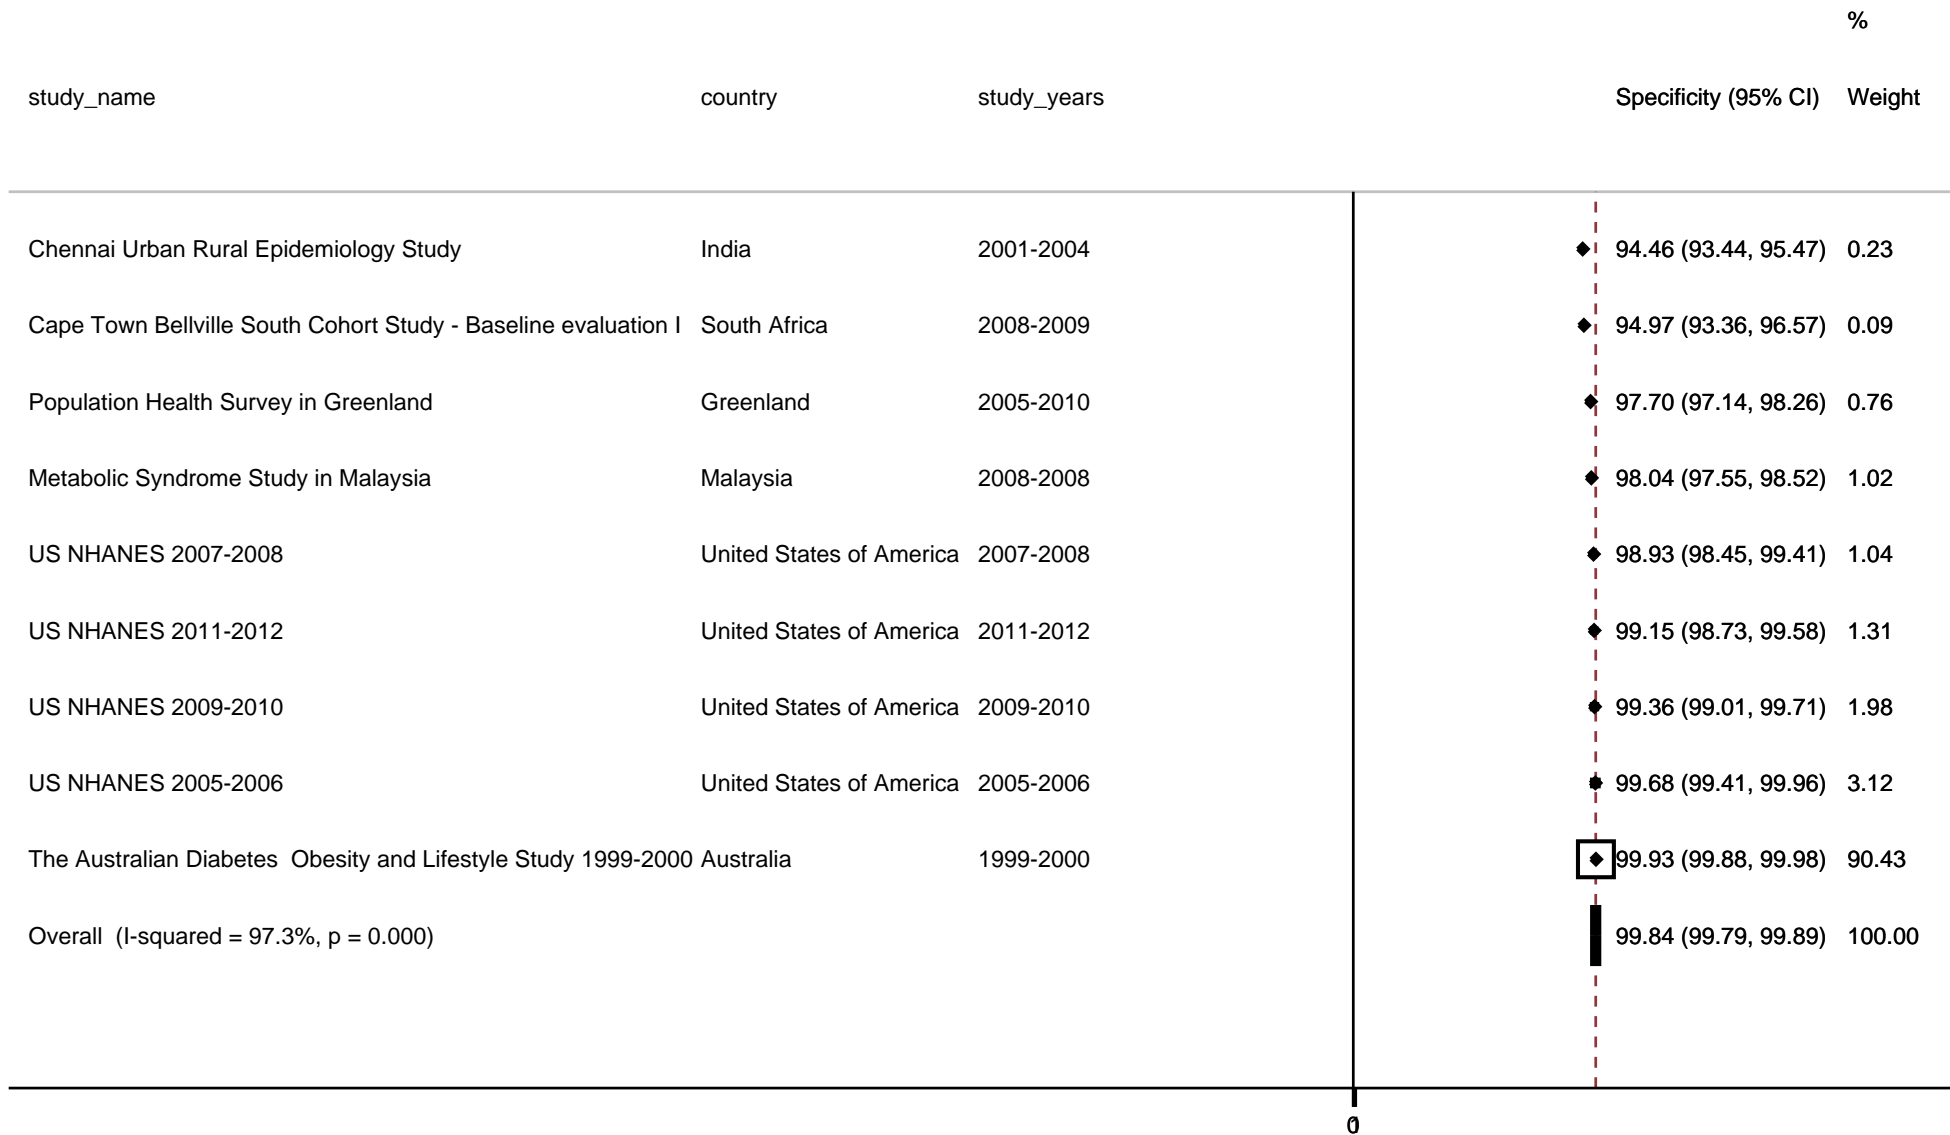 %
study_name country study_years Specificity (95% CI) Weight
Chennai Urban Rural Epidemiology Study India 2001-2004 94.46 (93.44, 95.47) 0.23
Cape Town Bellville South Cohort Study - Baseline evaluation I South Africa 2008-2009 94.97 (93.36, 96.57) 0.09
Population Health Survey in Greenland Greenland 2005-2010 97.70 (97.14, 98.26) 0.76
Metabolic Syndrome Study in Malaysia Malaysia 2008-2008 98.04 (97.55, 98.52) 1.02
US NHANES 2007-2008 United States of America 2007-2008 98.93 (98.45, 99.41) 1.04
US NHANES 2011-2012 United States of America 2011-2012 99.15 (98.73, 99.58) 1.31
US NHANES 2009-2010 United States of America 2009-2010 99.36 (99.01, 99.71) 1.98
US NHANES 2005-2006 United States of America 2005-2006 99.68 (99.41, 99.96) 3.12
The Australian Diabetes  Obesity and Lifestyle Study 1999-2000 Australia 1999-2000 99.93 (99.88, 99.98) 90.43
Overall  (I-squared = 97.3%, p = 0.000) 99.84 (99.79, 99.89) 100.00